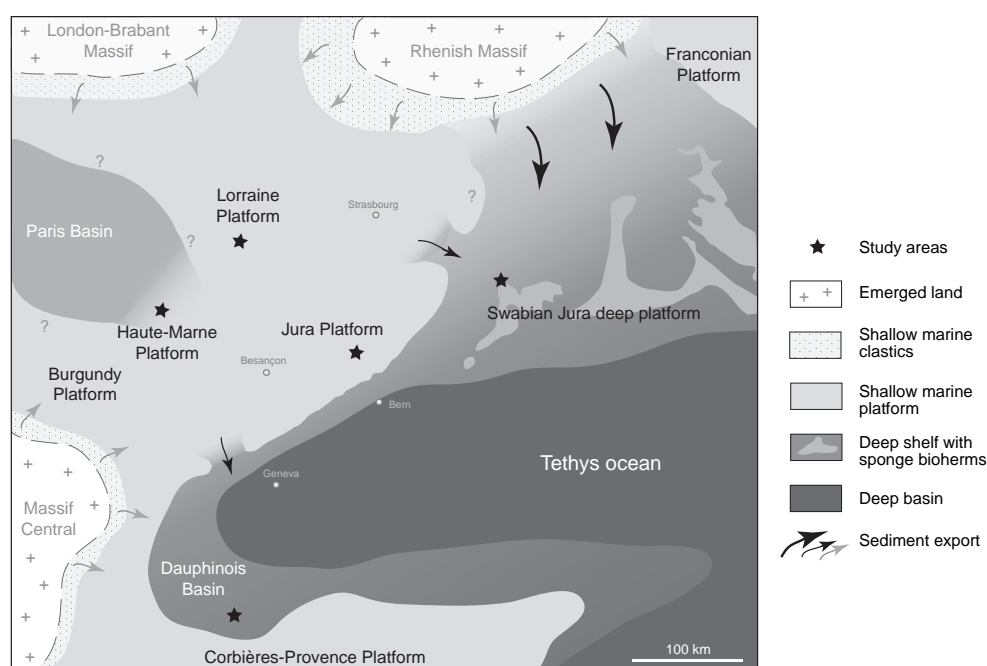 London-Brabant
Massif
Rhenish Massif
Franconian
Platform
?
Lorraine
Platform
Strasbourg
?
Paris Basin
?
Swabian Jura deep platform
?
Haute-Marne
Platform
Jura Platform
Besançon
Burgundy
Platform
Bern
Tethys ocean
Geneva
Massif
Central
Dauphinois
Basin
Corbières-Provence Platform
100 km
Study areas
Emerged land
Shallow marine
clastics
Shallow marine
platform
Deep shelf with
sponge bioherms
Deep basin
Sediment export